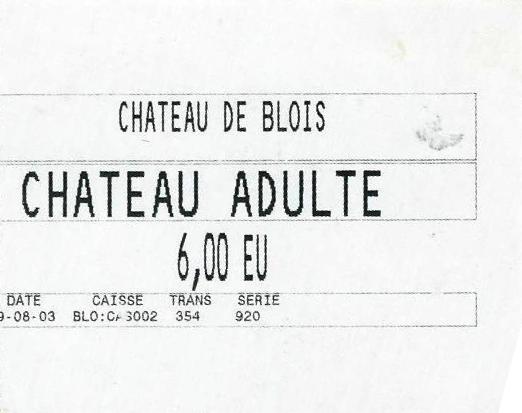 CHATEAU DE BLOIS
CHATEAU ADULTE
6,00 EU
DATE CAISSE TRANS SERIE
9-08-03 354 920